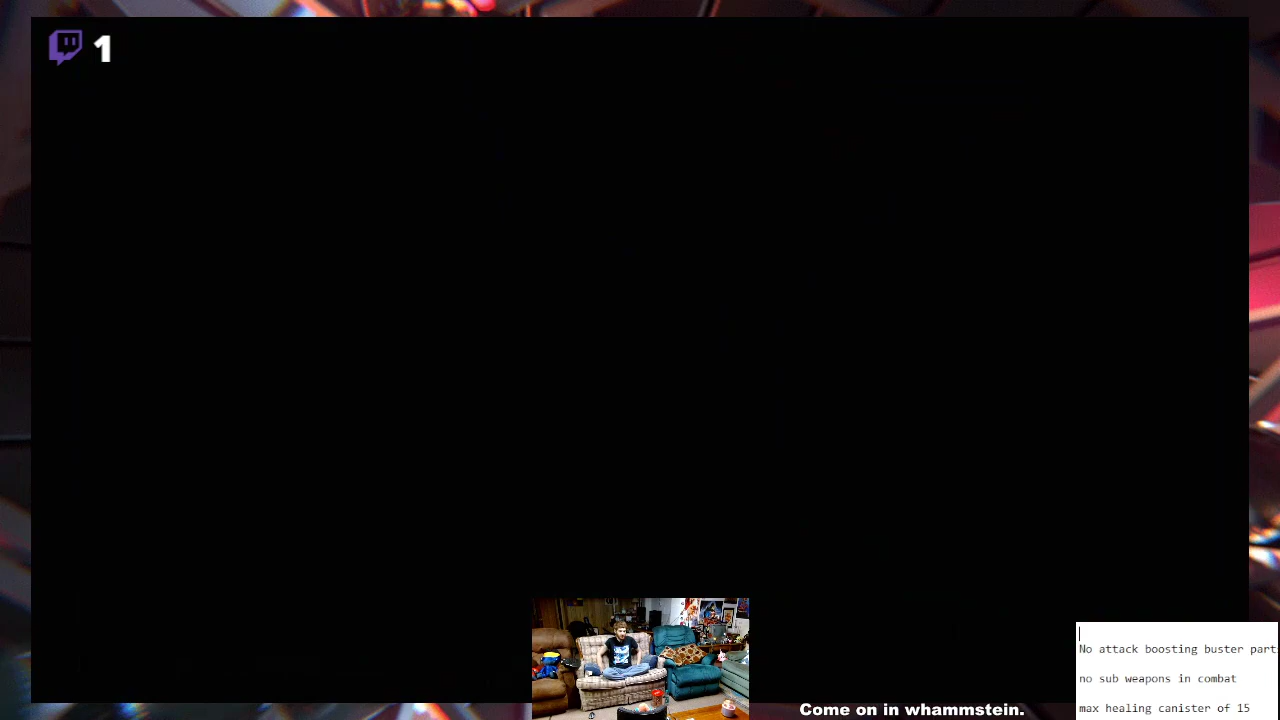 1
No attack boosting buster part
no sub weapons in combat
max healing canister of 15
Come on in whammstein.